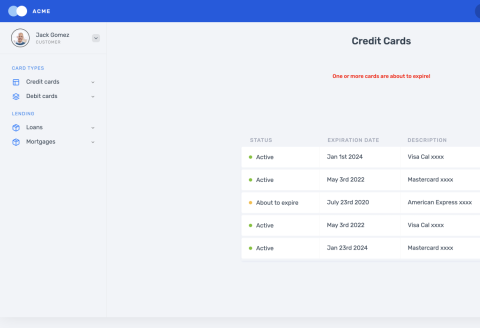 ACME
Jack Gomez
CUSTOMER
CARD TYPES
Credit cards
Debit cards
LENDING
Loans
Mortgages
Credit Cards
One or more cards are about to expire!
STATUS EXPIRATION DATE DESCRIPTION
Active Jan 1st 2024 Visa Cal xxxx
Active May 3rd 2022 Mastercard xxxx
About to expire July 23rd 2020 American Express xxxx
Active May 3rd 2022 Visa Cal xxxx
Active Jan 23rd 2024 Mastercard xxxx